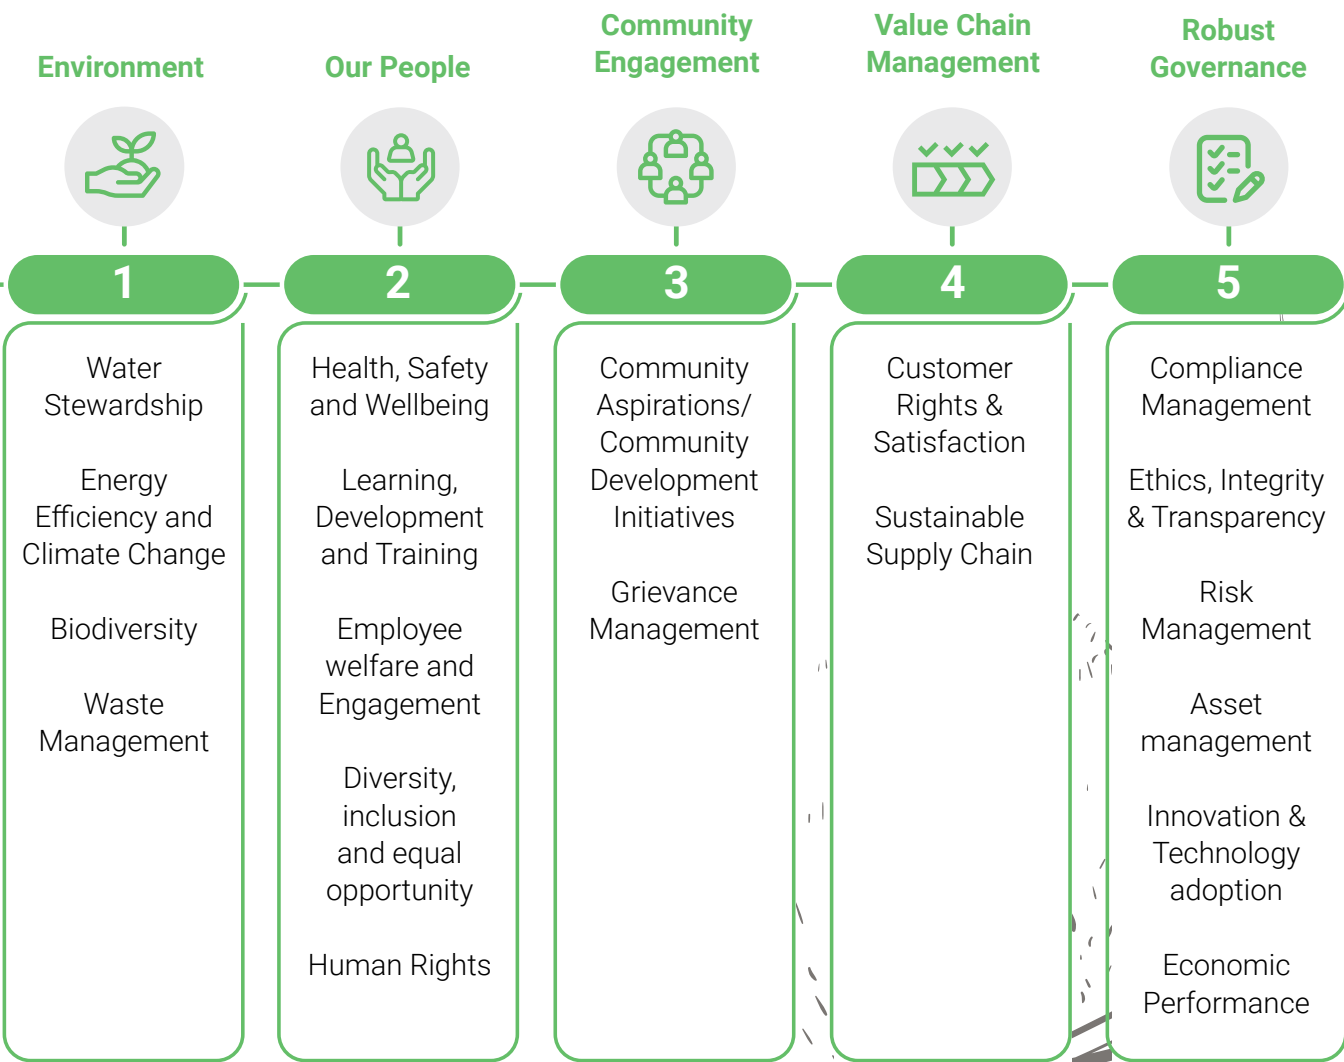 Environment
1
Water
Stewardship
Energy
Efficiency and
Climate Change
Biodiversity
Waste
Management
Our People
2
Health, Safety
and Wellbeing
Learning,
Development
and Training
Employee
welfare and
Engagement
Diversity,
inclusion
and equal
opportunity
Human Rights
Community
Engagement
3
Community
Aspirations/
Community
Development
Initiatives
Grievance
Management
Value Chain
Management
4
Customer
Rights &
Satisfaction
Sustainable
Supply Chain
Robust
Governance
5
Compliance
Management
Ethics, Integrity
& Transparency
Risk
Management
Asset
management
Innovation &
Technology
adoption
Economic
Performance